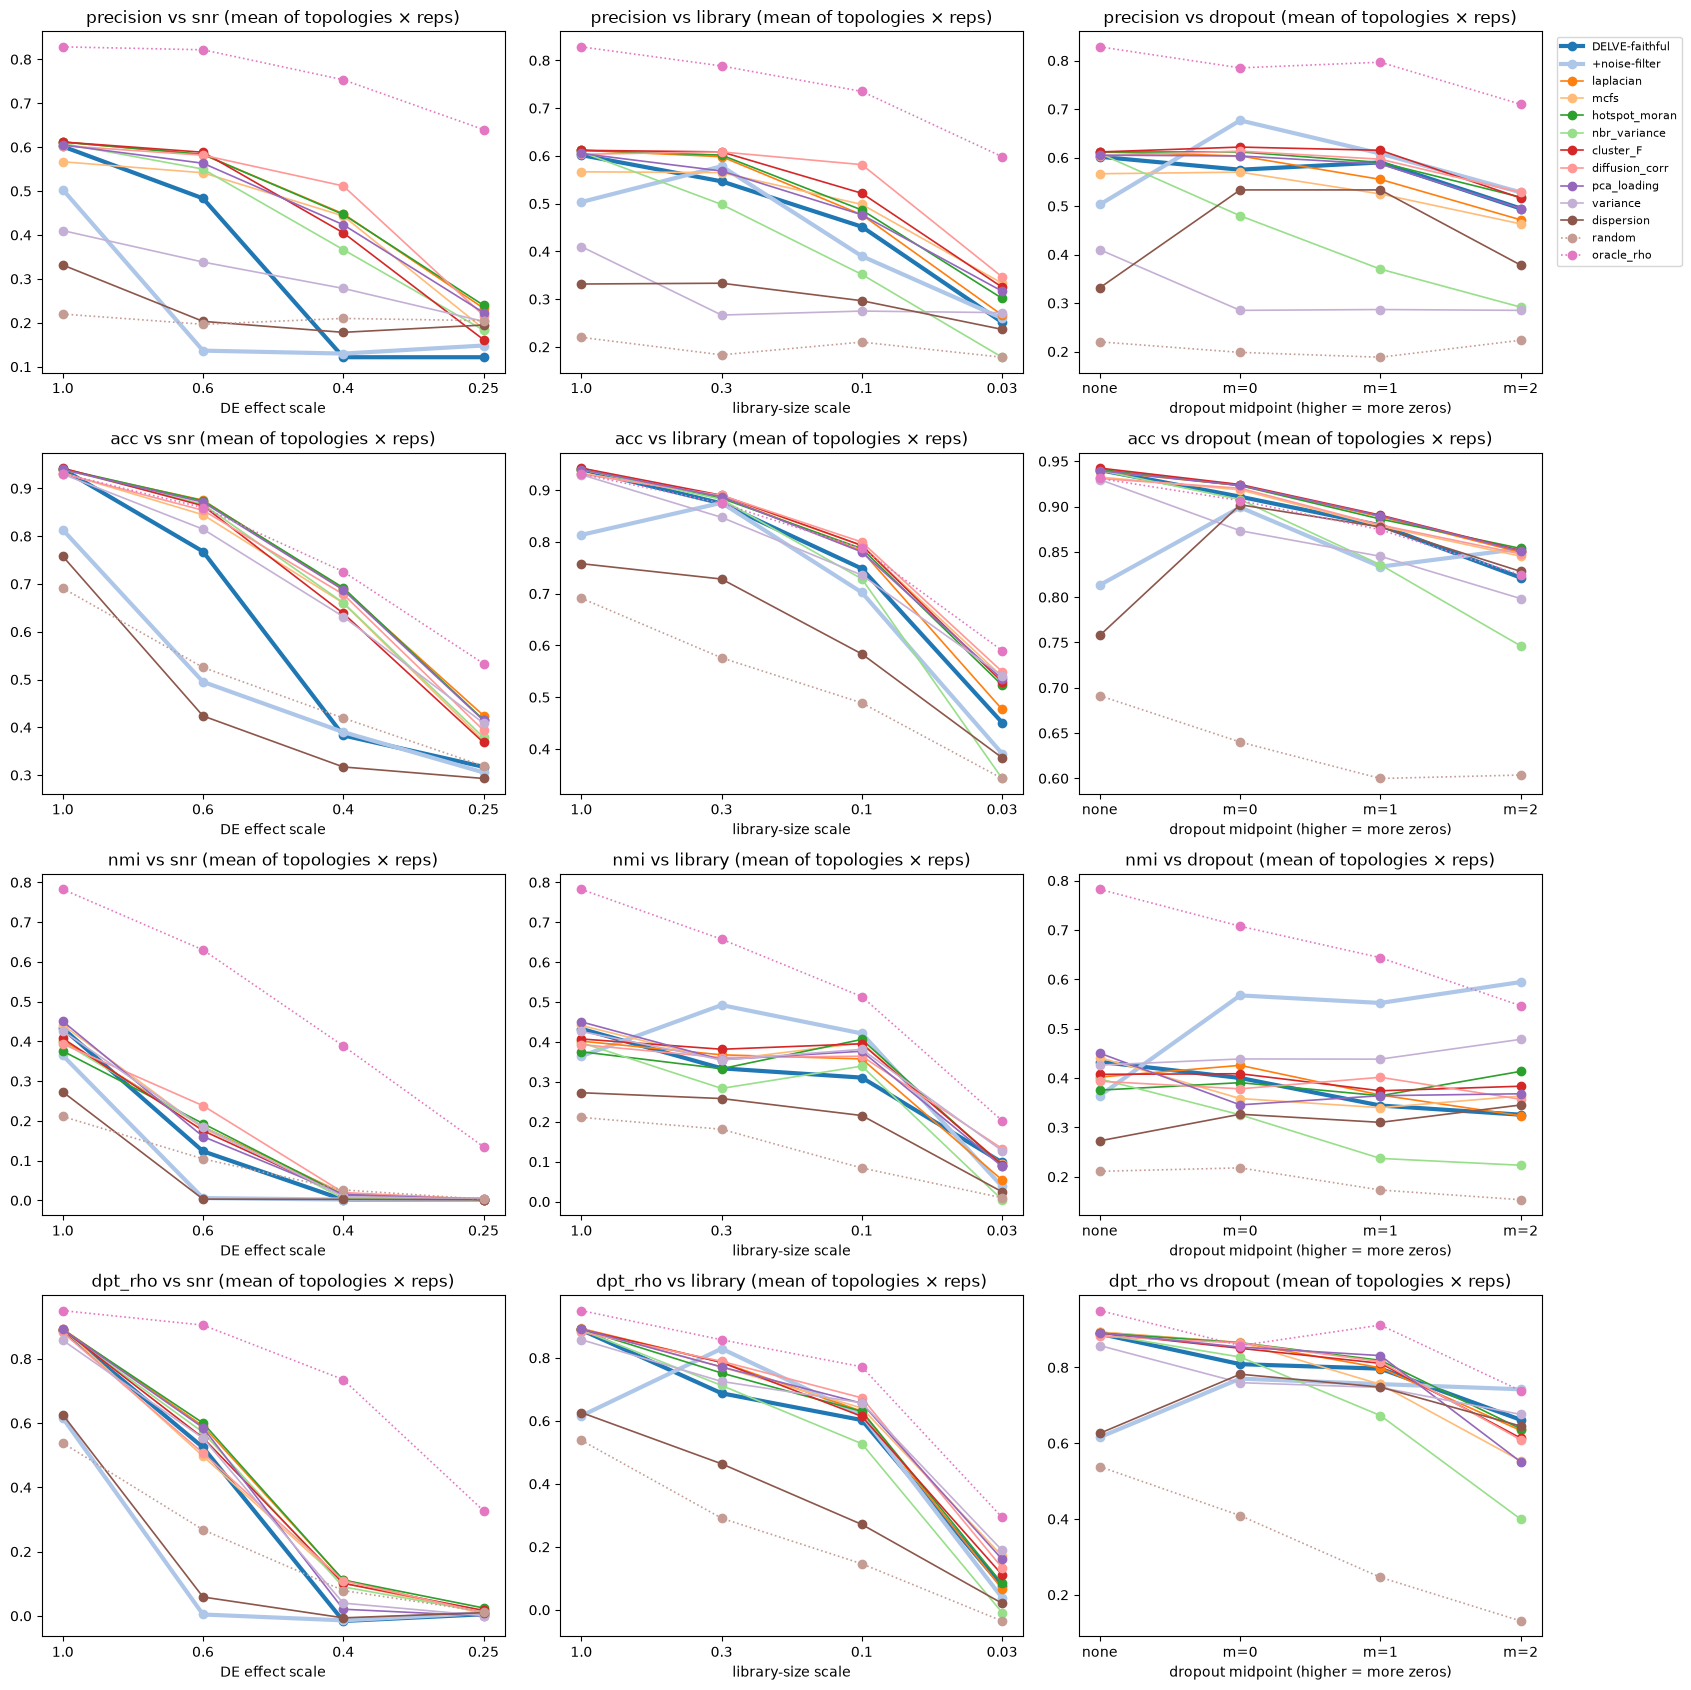 precision vs snr (mean of topologies × reps)
0.8
0.7
0.6
0.5
0.4
0.3
0.2
0.1
1.0
0.6
0.4
0.25
DE effect scale
precision vs library (mean of topologies × reps)
0.8
0.7
0.6
0.5
0.4
0.3
0.2
1.0
0.3
0.1
0.03
library-size scale
precision vs dropout (mean of topologies × reps)
0.8
0.7
0.6
0.5
0.4
0.3
0.2
none
m=0
m=1
m=2
dropout midpoint (higher = more zeros)
DELVE-faithful
+noise-filter
laplacian
mcfs
hotspot_moran
nbr_variance
cluster_F
diffusion_corr
pca_loading
variance
dispersion
random
oracle_rho
acc vs snr (mean of topologies × reps)
0.9
0.8
0.7
0.6
0.5
0.4
0.3
1.0
0.6
0.4
0.25
DE effect scale
acc vs library (mean of topologies × reps)
0.9
0.8
0.7
0.6
0.5
0.4
1.0
0.3
0.1
0.03
library-size scale
acc vs dropout (mean of topologies × reps)
0.95
0.90
0.85
0.80
0.75
0.70
0.65
0.60
none
m=0
m=1
m=2
dropout midpoint (higher = more zeros)
nmi vs snr (mean of topologies × reps)
0.8
0.7
0.6
0.5
0.4
0.3
0.2
0.1
0.0
1.0
0.6
0.4
0.25
DE effect scale
nmi vs library (mean of topologies × reps)
0.8
0.7
0.6
0.5
0.4
0.3
0.2
0.1
0.0
1.0
0.3
0.1
0.03
library-size scale
nmi vs dropout (mean of topologies × reps)
0.8
0.7
0.6
0.5
0.4
0.3
0.2
none
m=0
m=1
m=2
dropout midpoint (higher = more zeros)
dpt_rho vs snr (mean of topologies × reps)
0.8
0.6
0.4
0.2
0.0
1.0
0.6
0.4
0.25
DE effect scale
dpt_rho vs library (mean of topologies × reps)
0.8
0.6
0.4
0.2
0.0
1.0
0.3
0.1
0.03
library-size scale
dpt_rho vs dropout (mean of topologies × reps)
0.8
0.6
0.4
0.2
none
m=0
m=1
m=2
dropout midpoint (higher = more zeros)